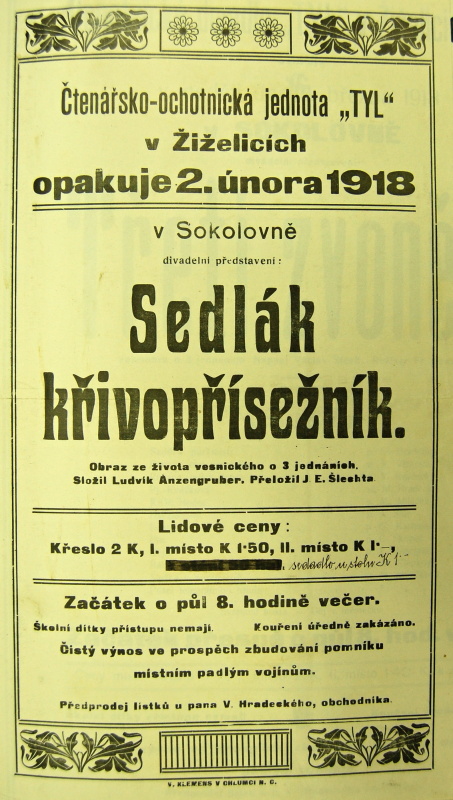 Čtenářsko-ochotnická jednota „TYL“
v Žiželicích
opakuje 2. února 1918
v Sokolovně
divadelní představení:
Sedlák
křivopřísežník.
Obraz ze života vesnického o 3 jednáních.
Složil Ludvík Anzengruber. Přeložil J. E. Šlechta
Lidové ceny:
Křeslo 2 K, I. místo K 1·50, II. místo K 1·–,
sedadlo u stolu K 1–
Začátek o půl 8. hodině večer.
Školní dítky přístupu nemají. Kouření úředně zakázáno.
Čistý výnos ve prospěch zbudování pomníku
místním padlým vojínům.
Předprodej lístků u pana V. Hradeského, obchodníka.
V. KLEMENS V CHLUMCI N. C.